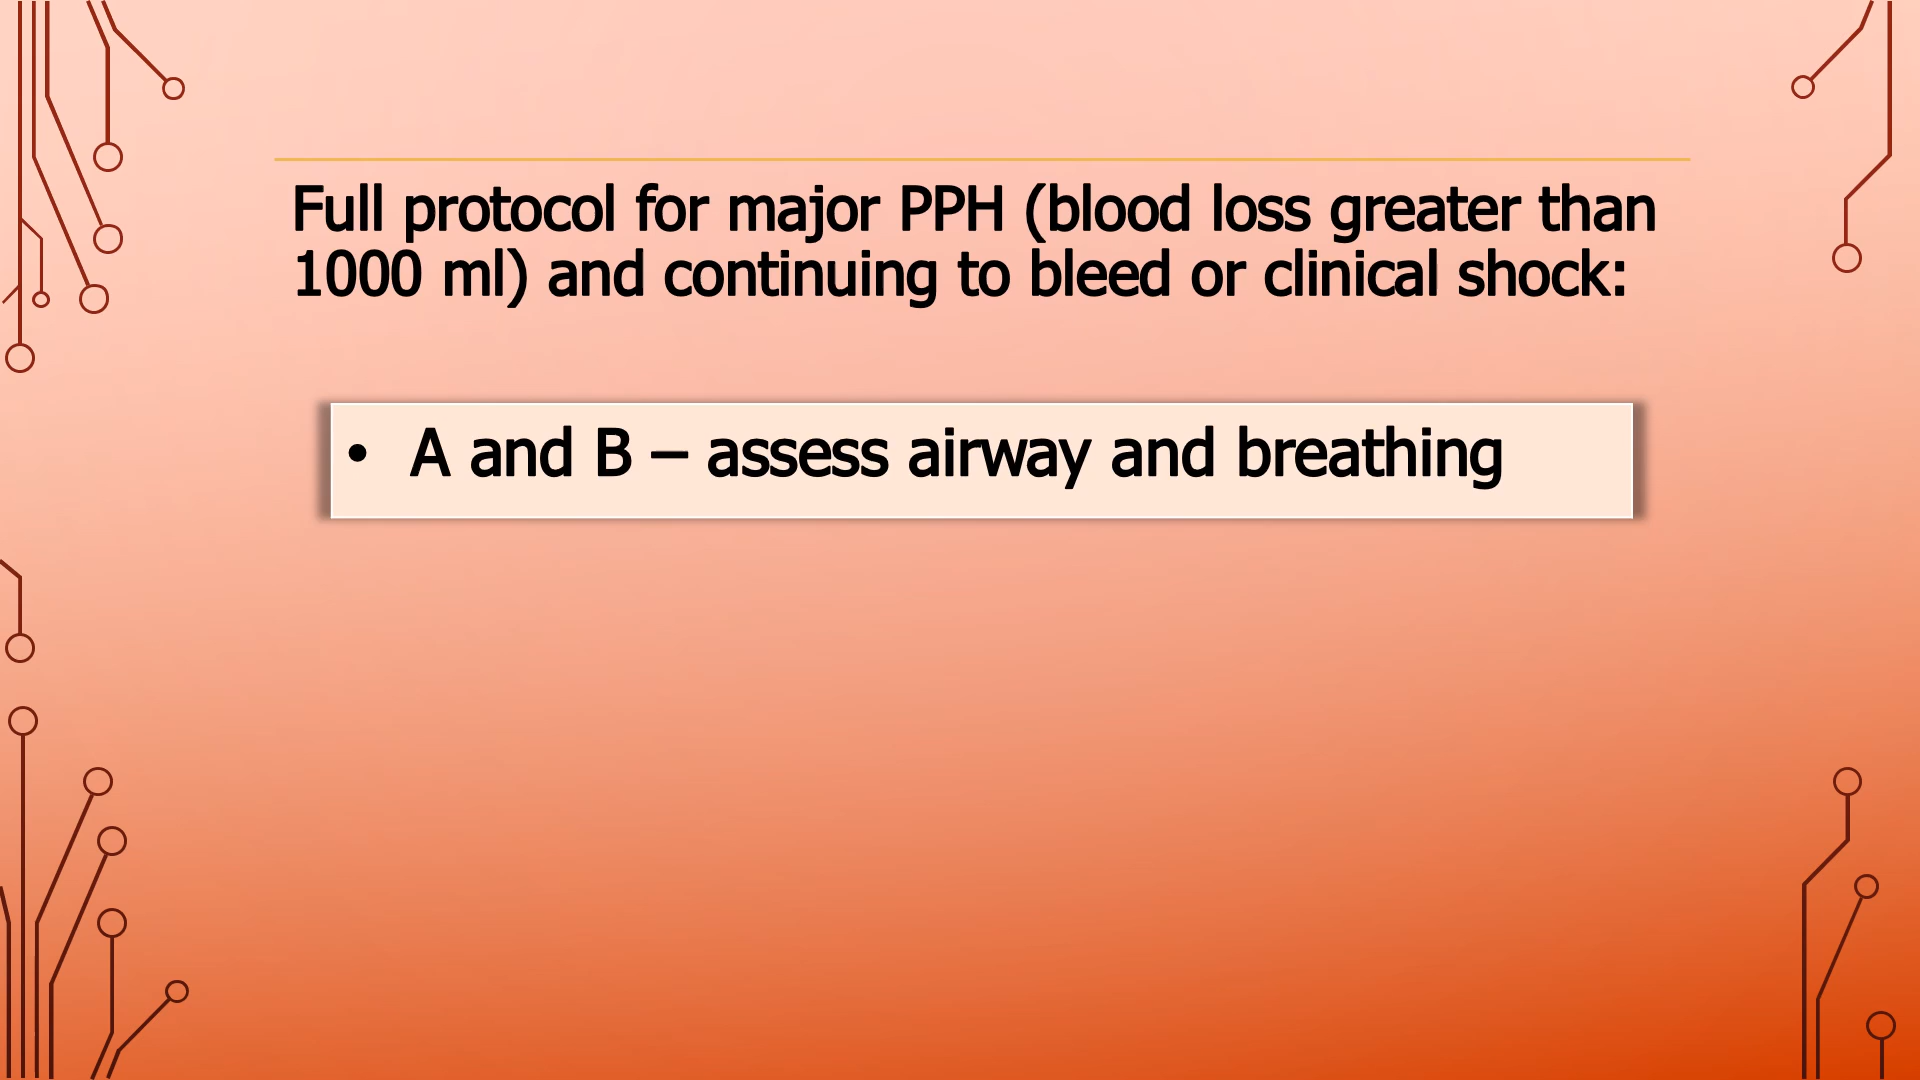 Full protocol for major PPH (blood loss greater than
1000 ml) and continuing to bleed or clinical shock:
• A and B – assess airway and breathing